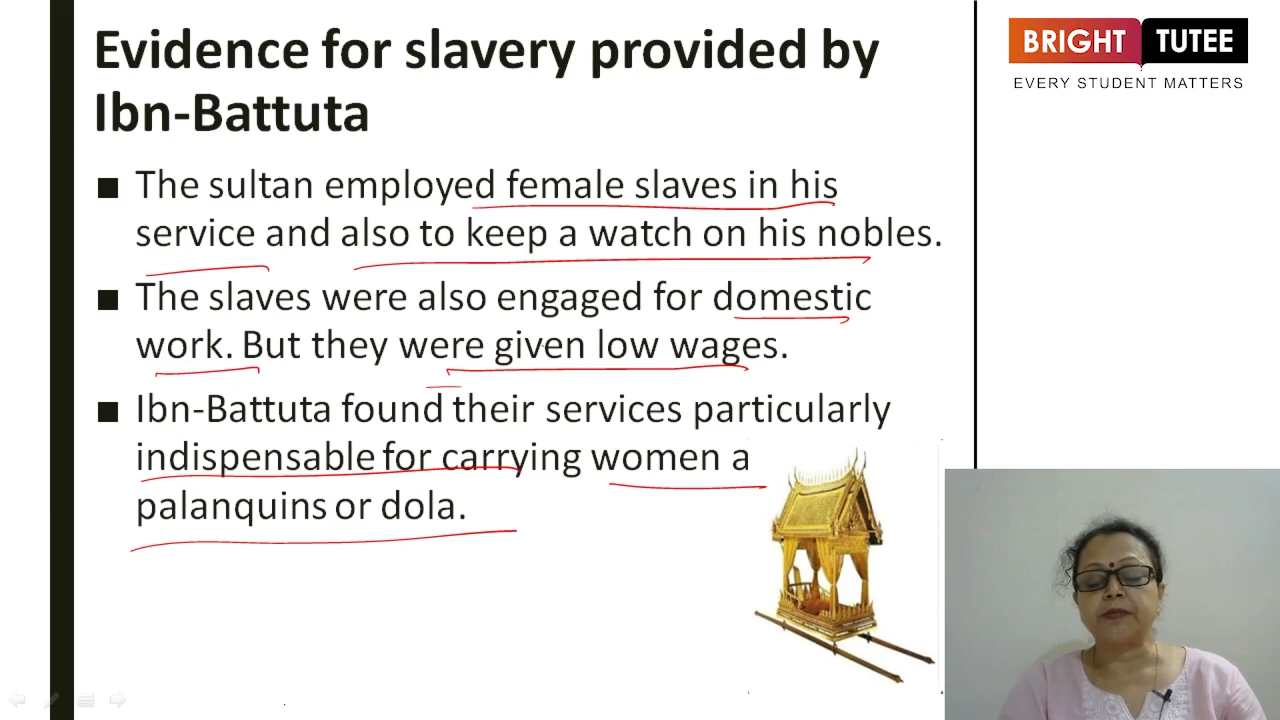 Evidence for slavery provided by
Ibn-Battuta
■ The sultan employed female slaves in his
service and also to keep a watch on his nobles.
■ The slaves were also engaged for domestic
work. But they were given low wages.
■ Ibn-Battuta found their services particularly
indispensable for carrying women a
palanquins or dola.
BRIGHT TUTEE
EVERY STUDENT MATTERS